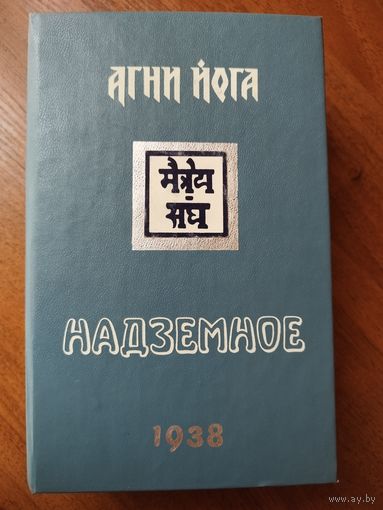 АГНИ ЙОГА
मैत्रेय
संघ
НАДЗЕМНОЕ
1938
www.ay.by